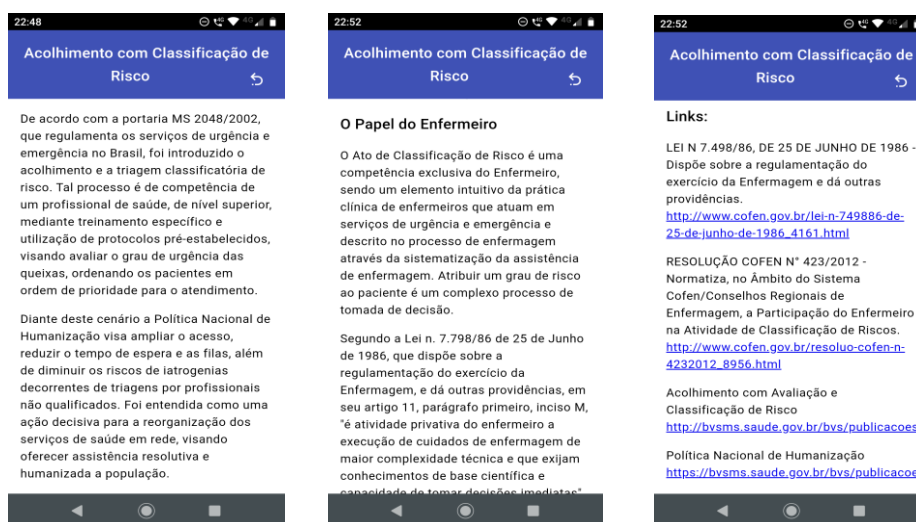 22:48
4G
Acolhimento com Classificação de
Risco
De acordo com a portaria MS 2048/2002,
que regulamenta os serviços de urgência e
emergência no Brasil, foi introduzido o
acolhimento e a triagem classificatória de
risco. Tal processo é de competência de
um profissional de saúde, de nível superior,
mediante treinamento específico e
utilização de protocolos pré-estabelecidos,
visando avaliar o grau de urgência das
queixas, ordenando os pacientes em
ordem de prioridade para o atendimento.
Diante deste cenário a Política Nacional de
Humanização visa ampliar o acesso,
reduzir o tempo de espera e as filas, além
de diminuir os riscos de iatrogenias
decorrentes de triagens por profissionais
não qualificados. Foi entendida como uma
ação decisiva para a reorganização dos
serviços de saúde em rede, visando
oferecer assistência resolutiva e
humanizada a população.
22:52
4G
Acolhimento com Classificação de
Risco
O Papel do Enfermeiro
O Ato de Classificação de Risco é uma
competência exclusiva do Enfermeiro,
sendo um elemento intuitivo da prática
clínica de enfermeiros que atuam em
serviços de urgência e emergência e
descrito no processo de enfermagem
através da sistematização da assistência
de enfermagem. Atribuir um grau de risco
ao paciente é um complexo processo de
tomada de decisão.
Segundo a Lei n. 7.798/86 de 25 de Junho
de 1986, que dispõe sobre a
regulamentação do exercício da
Enfermagem, e dá outras providências, em
seu artigo 11, parágrafo primeiro, inciso M,
"é atividade privativa do enfermeiro a
execução de cuidados de enfermagem de
maior complexidade técnica e que exijam
conhecimentos de base científica e
capacidade de tomar decisões imediatas"
22:52
4G
Acolhimento com Classificação de
Risco
Links:
LEI N 7.498/86, DE 25 DE JUNHO DE 1986 -
Dispõe sobre a regulamentação do
exercício da Enfermagem e dá outras
providências.
http://www.cofen.gov.br/lei-n-749886-de-
25-de-junho-de-1986_4161.html
RESOLUÇÃO COFEN N° 423/2012 -
Normatiza, no Âmbito do Sistema
Cofen/Conselhos Regionais de
Enfermagem, a Participação do Enfermeiro
na Atividade de Classificação de Riscos.
http://www.cofen.gov.br/resoluo-cofen-n-
4232012_8956.html
Acolhimento com Avaliação e
Classificação de Risco
http://bvsms.saude.gov.br/bvs/publicacoes
Política Nacional de Humanização
https://bvsms.saude.gov.br/bvs/publicacoe